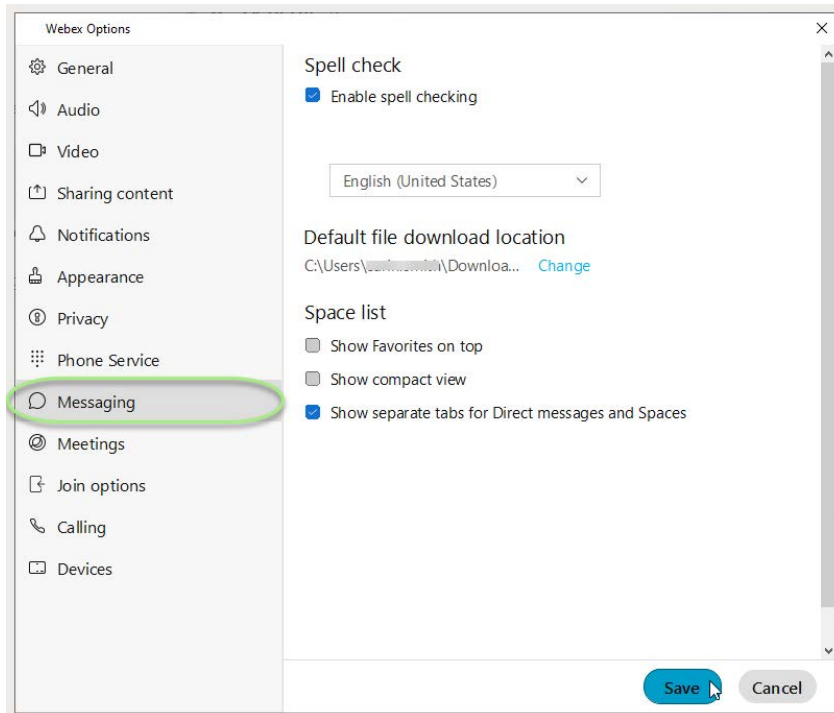 Webex Options
General
Audio
Video
Sharing content
Notifications
Appearance
Privacy
Phone Service
Messaging
Meetings
Join options
Calling
Devices
Spell check
Enable spell checking
English (United States)
Default file download location
C:\Users\ \Downloa... Change
Space list
Show Favorites on top
Show compact view
Show separate tabs for Direct messages and Spaces
Save Cancel